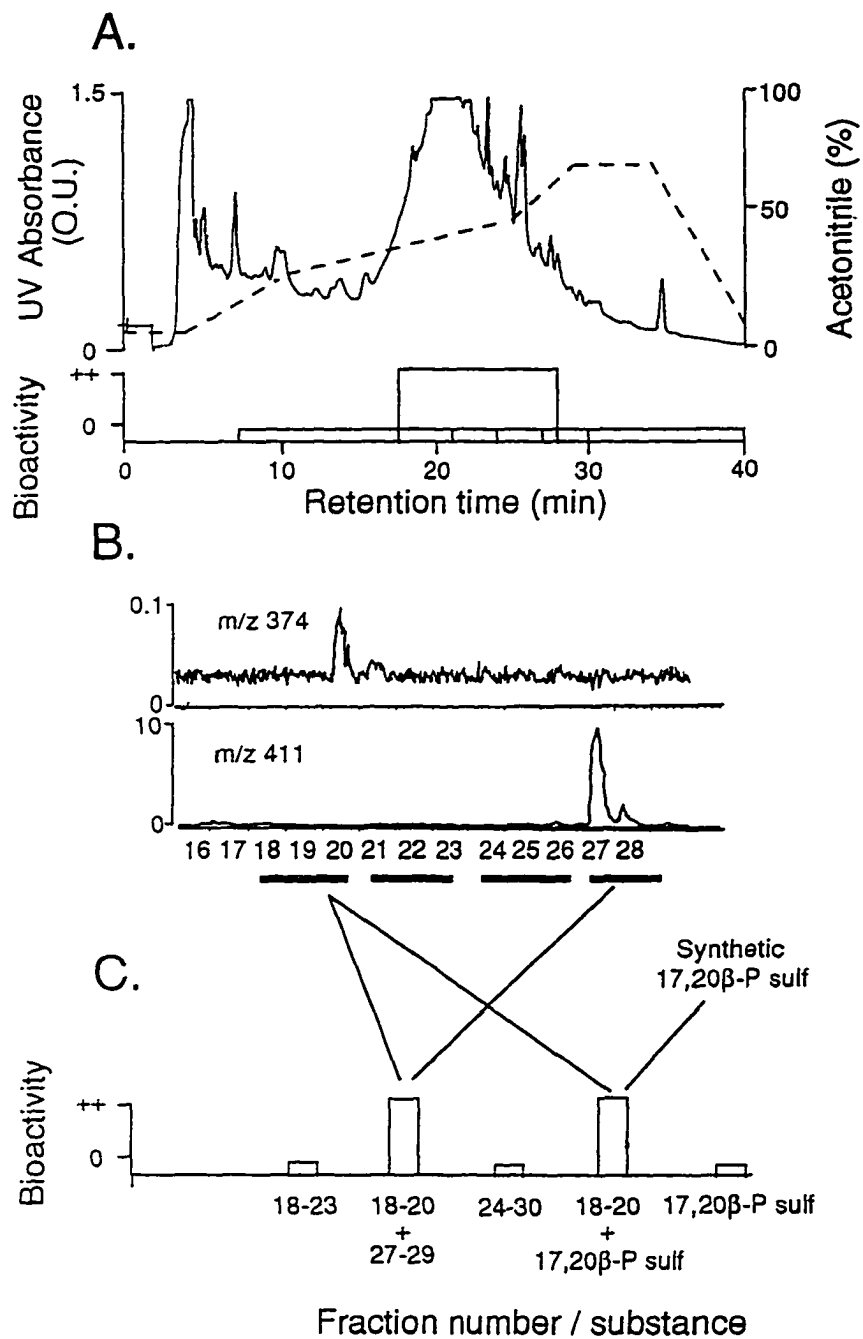 A.
1.5
0
UV Absorbance
(O.U.)
100
50
0
Acetonitrile (%)
++
0
Bioactivity
0 10 20 30 40
Retention time (min)
B.
0.1
0
m/z 374
10
0
m/z 411
16 17 18 19 20 21 22 23 24 25 26 27 28
Synthetic
17,20β-P sulf
C.
++
0
Bioactivity
18-23 18-20 24-30 18-20 17,20β-P sulf
+ +
27-29 17,20β-P sulf
Fraction number / substance